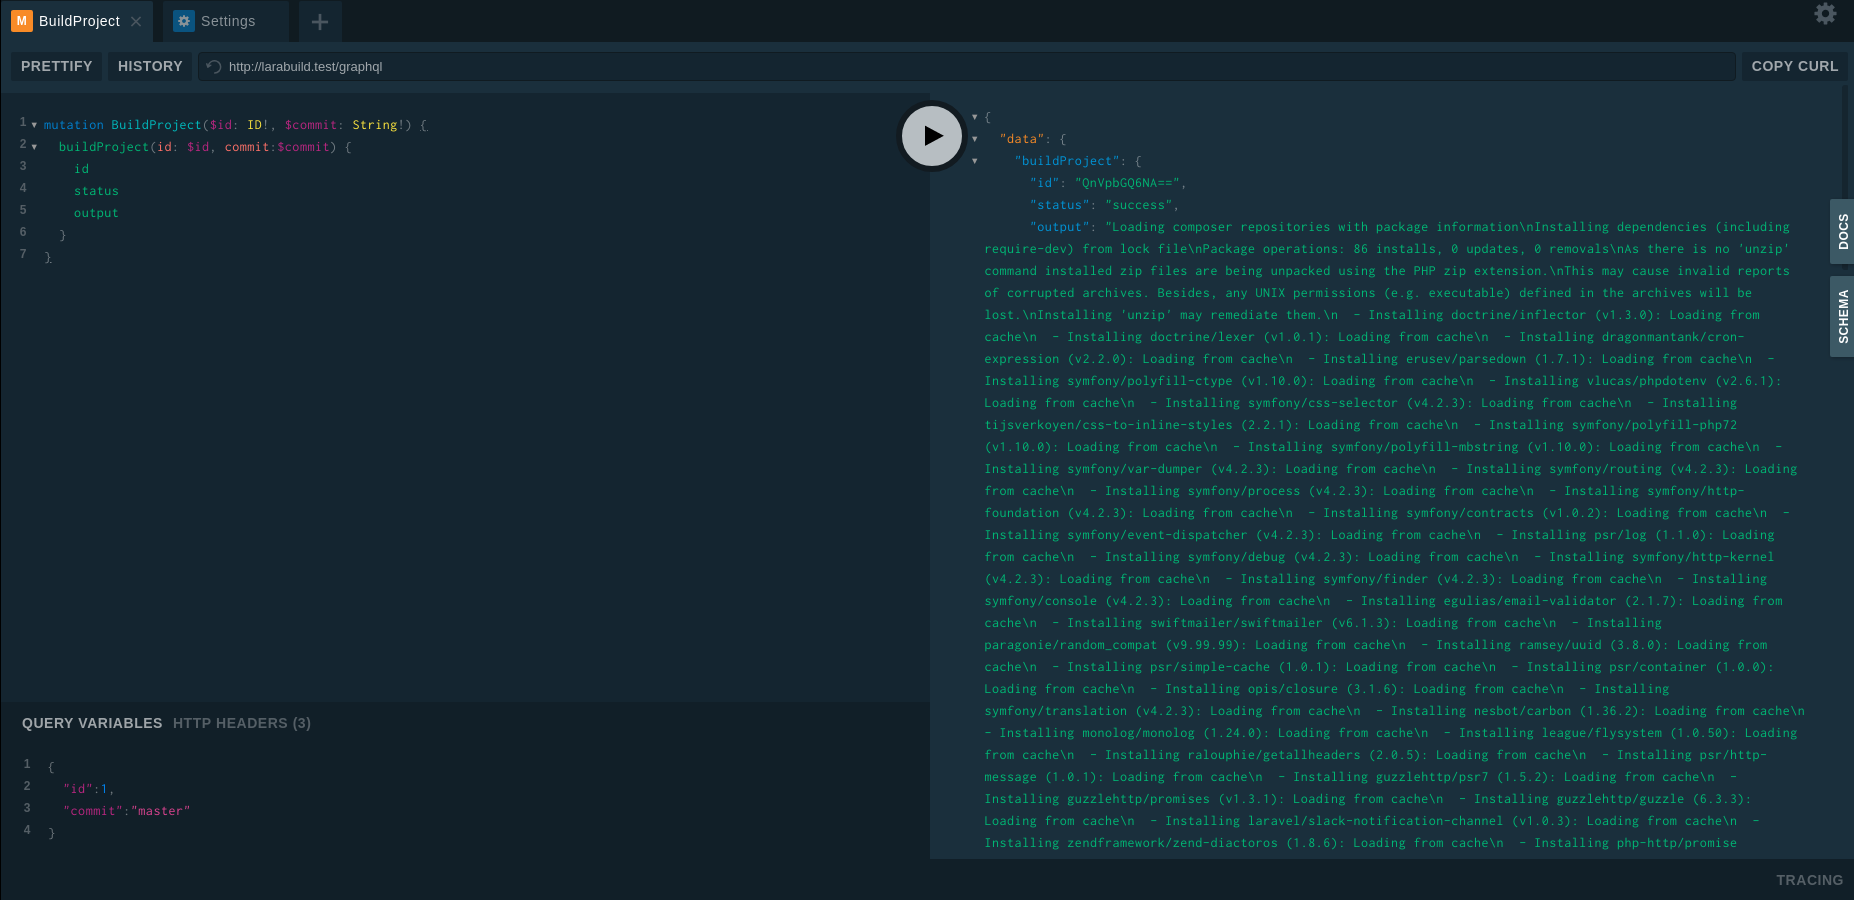 M BuildProject × Settings +
PRETTIFY HISTORY http://larabuild.test/graphql COPY CURL
1 mutation BuildProject($id: ID!, $commit: String!) {
2 buildProject(id: $id, commit:$commit) {
3 id
4 status
5 output
6 }
7 }
QUERY VARIABLES HTTP HEADERS (3)
1 {
2 "id":1,
3 "commit":"master"
4 }
{
"data": {
"buildProject": {
"id": "QnVpbGQ6NA==",
"status": "success",
"output": "Loading composer repositories with package information\nInstalling dependencies (including
require-dev) from lock file\nPackage operations: 86 installs, 0 updates, 0 removals\nAs there is no 'unzip'
command installed zip files are being unpacked using the PHP zip extension.\nThis may cause invalid reports
of corrupted archives. Besides, any UNIX permissions (e.g. executable) defined in the archives will be
lost.\nInstalling 'unzip' may remediate them.\n  - Installing doctrine/inflector (v1.3.0): Loading from
cache\n  - Installing doctrine/lexer (v1.0.1): Loading from cache\n  - Installing dragonmantank/cron-
expression (v2.2.0): Loading from cache\n  - Installing erusev/parsedown (1.7.1): Loading from cache\n  -
Installing symfony/polyfill-ctype (v1.10.0): Loading from cache\n  - Installing vlucas/phpdotenv (v2.6.1):
Loading from cache\n  - Installing symfony/css-selector (v4.2.3): Loading from cache\n  - Installing
tijsverkoyen/css-to-inline-styles (2.2.1): Loading from cache\n  - Installing symfony/polyfill-php72
(v1.10.0): Loading from cache\n  - Installing symfony/polyfill-mbstring (v1.10.0): Loading from cache\n  -
Installing symfony/var-dumper (v4.2.3): Loading from cache\n  - Installing symfony/routing (v4.2.3): Loading
from cache\n  - Installing symfony/process (v4.2.3): Loading from cache\n  - Installing symfony/http-
foundation (v4.2.3): Loading from cache\n  - Installing symfony/contracts (v1.0.2): Loading from cache\n  -
Installing symfony/event-dispatcher (v4.2.3): Loading from cache\n  - Installing psr/log (1.1.0): Loading
from cache\n  - Installing symfony/debug (v4.2.3): Loading from cache\n  - Installing symfony/http-kernel
(v4.2.3): Loading from cache\n  - Installing symfony/finder (v4.2.3): Loading from cache\n  - Installing
symfony/console (v4.2.3): Loading from cache\n  - Installing egulias/email-validator (2.1.7): Loading from
cache\n  - Installing swiftmailer/swiftmailer (v6.1.3): Loading from cache\n  - Installing
paragonie/random_compat (v9.99.99): Loading from cache\n  - Installing ramsey/uuid (3.8.0): Loading from
cache\n  - Installing psr/simple-cache (1.0.1): Loading from cache\n  - Installing psr/container (1.0.0):
Loading from cache\n  - Installing opis/closure (3.1.6): Loading from cache\n  - Installing
symfony/translation (v4.2.3): Loading from cache\n  - Installing nesbot/carbon (1.36.2): Loading from cache\n
- Installing monolog/monolog (1.24.0): Loading from cache\n  - Installing league/flysystem (1.0.50): Loading
from cache\n  - Installing ralouphie/getallheaders (2.0.5): Loading from cache\n  - Installing psr/http-
message (1.0.1): Loading from cache\n  - Installing guzzlehttp/psr7 (1.5.2): Loading from cache\n  -
Installing guzzlehttp/promises (v1.3.1): Loading from cache\n  - Installing guzzlehttp/guzzle (6.3.3):
Loading from cache\n  - Installing laravel/slack-notification-channel (v1.0.3): Loading from cache\n  -
Installing zendframework/zend-diactoros (1.8.6): Loading from cache\n  - Installing php-http/promise
DOCS
SCHEMA
TRACING